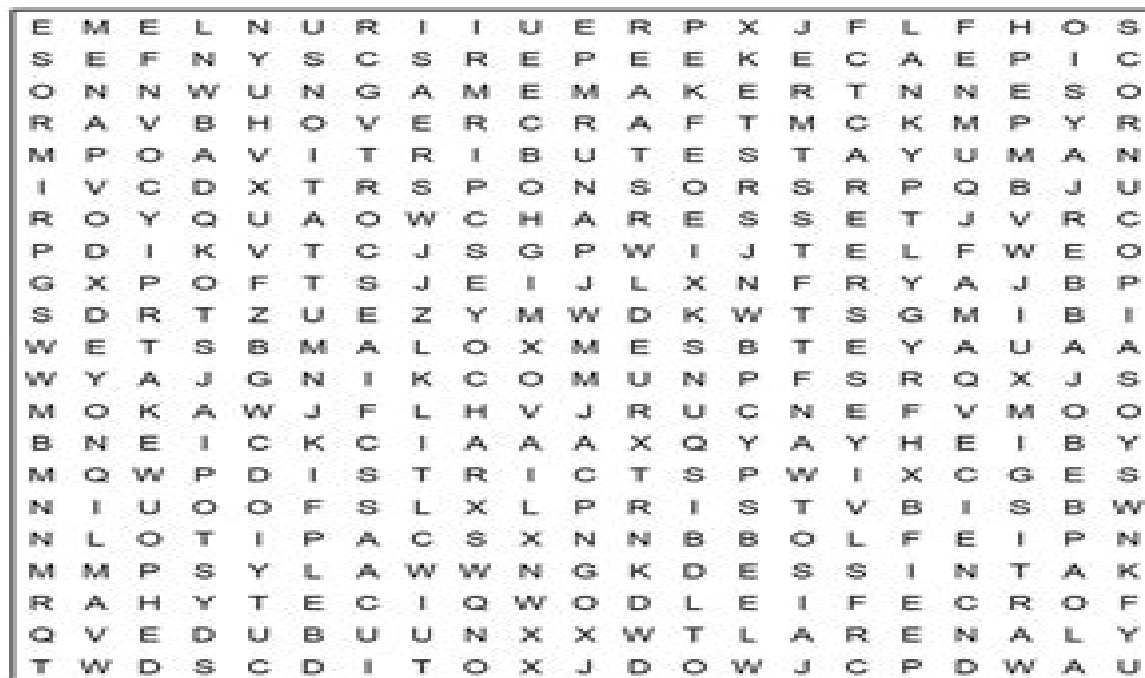 E M E L N U R I I U E R P X J F L F H O S
S E F N Y S C S R E P E E K E C A E P I C
O N N W U N G A M E M A K E R T N N E S O
R A V B H O V E R C R A F T M C K M P Y R
M P O A V I T R I B U T E S T A Y U M A N
I V C D X T R S P O N S O R S R P Q B J U
R O Y Q U A O W C H A R E S S E T J V R C
P D I K V T C J S G P W I J T E L F W E O
G X P O F T S J E I J L X N F R Y A J B P
S D R T Z U E Z Y M W D K W T S G M I B I
W E T S B M A L O X M E S B T E Y A U A A
W Y A J G N I K C O M U N P F S R Q X J S
M O K A W J F L H V J R U C N E F V M O O
B N E I C K C I A A A X Q Y A Y H E I B Y
M Q W P D I S T R I C T S P W I X C G E S
N I U O O F S L X L P R I S T V B I S B W
N L O T I P A C S X N N B B O L F E I P N
M M P S Y L A W W N G K D E S S I N T A K
R A H Y T E C I Q W O D L E I F E C R O F
Q V E D U B U U N X X W T L A R E N A L Y
T W D S C D I T O X J D O W J C P D W A U